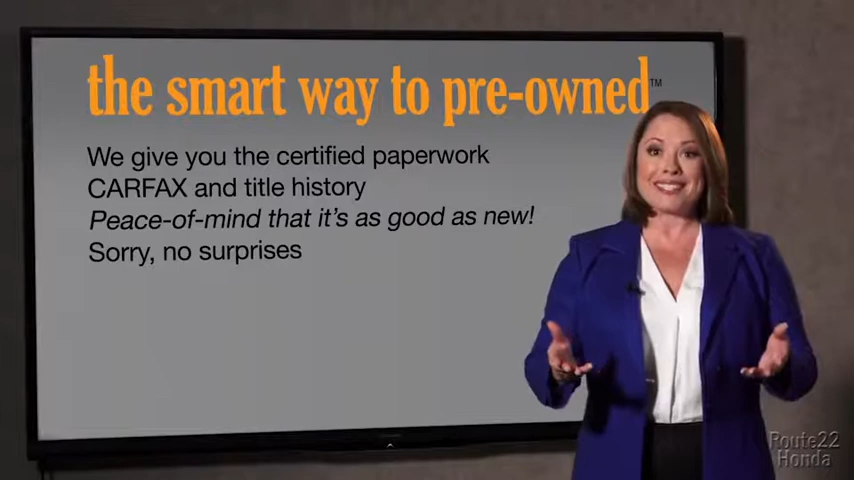 the smart way to pre-owned™
We give you the certified paperwork
CARFAX and title history
Peace-of-mind that it's as good as new!
Sorry, no surprises
Route22
Honda